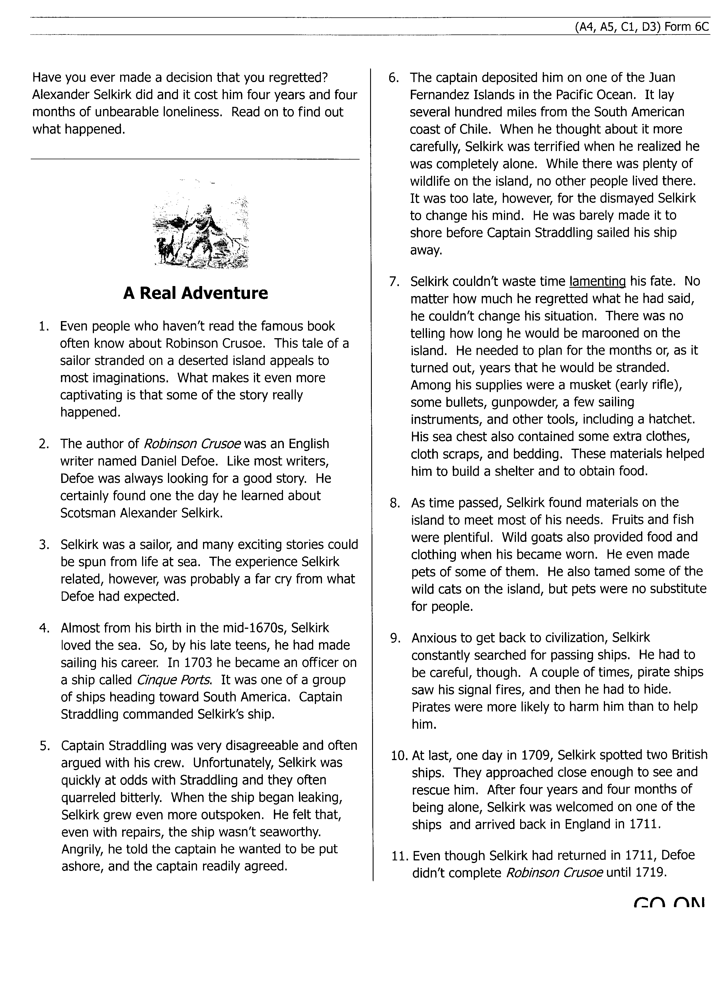 (A4, A5, C1, D3) Form 6C
Have you ever made a decision that you regretted?
Alexander Selkirk did and it cost him four years and four
months of unbearable loneliness. Read on to find out
what happened.
A Real Adventure
1. Even people who haven't read the famous book
often know about Robinson Crusoe. This tale of a
sailor stranded on a deserted island appeals to
most imaginations. What makes it even more
captivating is that some of the story really
happened.
2. The author of Robinson Crusoe was an English
writer named Daniel Defoe. Like most writers,
Defoe was always looking for a good story. He
certainly found one the day he learned about
Scotsman Alexander Selkirk.
3. Selkirk was a sailor, and many exciting stories could
be spun from life at sea. The experience Selkirk
related, however, was probably a far cry from what
Defoe had expected.
4. Almost from his birth in the mid-1670s, Selkirk
loved the sea. So, by his late teens, he had made
sailing his career. In 1703 he became an officer on
a ship called Cinque Ports. It was one of a group
of ships heading toward South America. Captain
Straddling commanded Selkirk's ship.
5. Captain Straddling was very disagreeable and often
argued with his crew. Unfortunately, Selkirk was
quickly at odds with Straddling and they often
quarreled bitterly. When the ship began leaking,
Selkirk grew even more outspoken. He felt that,
even with repairs, the ship wasn't seaworthy.
Angrily, he told the captain he wanted to be put
ashore, and the captain readily agreed.
6. The captain deposited him on one of the Juan
Fernandez Islands in the Pacific Ocean. It lay
several hundred miles from the South American
coast of Chile. When he thought about it more
carefully, Selkirk was terrified when he realized he
was completely alone. While there was plenty of
wildlife on the island, no other people lived there.
It was too late, however, for the dismayed Selkirk
to change his mind. He was barely made it to
shore before Captain Straddling sailed his ship
away.
7. Selkirk couldn't waste time lamenting his fate. No
matter how much he regretted what he had said,
he couldn't change his situation. There was no
telling how long he would be marooned on the
island. He needed to plan for the months or, as it
turned out, years that he would be stranded.
Among his supplies were a musket (early rifle),
some bullets, gunpowder, a few sailing
instruments, and other tools, including a hatchet.
His sea chest also contained some extra clothes,
cloth scraps, and bedding. These materials helped
him to build a shelter and to obtain food.
8. As time passed, Selkirk found materials on the
island to meet most of his needs. Fruits and fish
were plentiful. Wild goats also provided food and
clothing when his became worn. He even made
pets of some of them. He also tamed some of the
wild cats on the island, but pets were no substitute
for people.
9. Anxious to get back to civilization, Selkirk
constantly searched for passing ships. He had to
be careful, though. A couple of times, pirate ships
saw his signal fires, and then he had to hide.
Pirates were more likely to harm him than to help
him.
10. At last, one day in 1709, Selkirk spotted two British
ships. They approached close enough to see and
rescue him. After four years and four months of
being alone, Selkirk was welcomed on one of the
ships and arrived back in England in 1711.
11. Even though Selkirk had returned in 1711, Defoe
didn't complete Robinson Crusoe until 1719.
GO ON